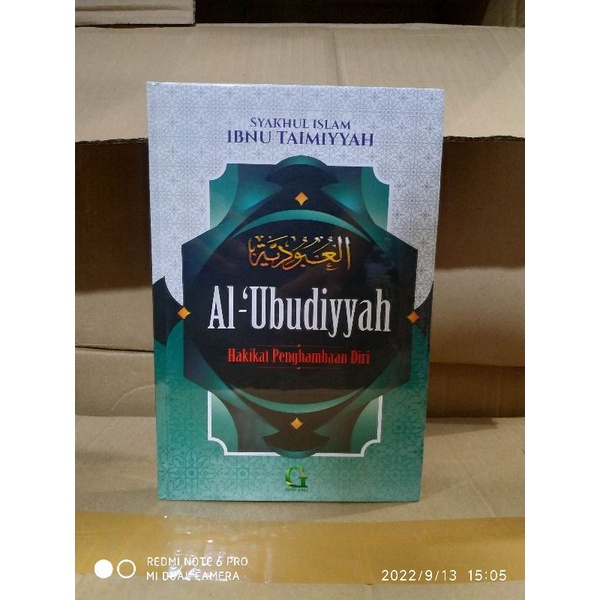 SYAKHUL ISLAM
IBNU TAIMIYYAH
العبودية
Al-‘Ubudiyyah
Hakikat Penghambaan Diri
REDMI NOTE 6 PRO
MI DUAL CAMERA
2022/9/13 15:05